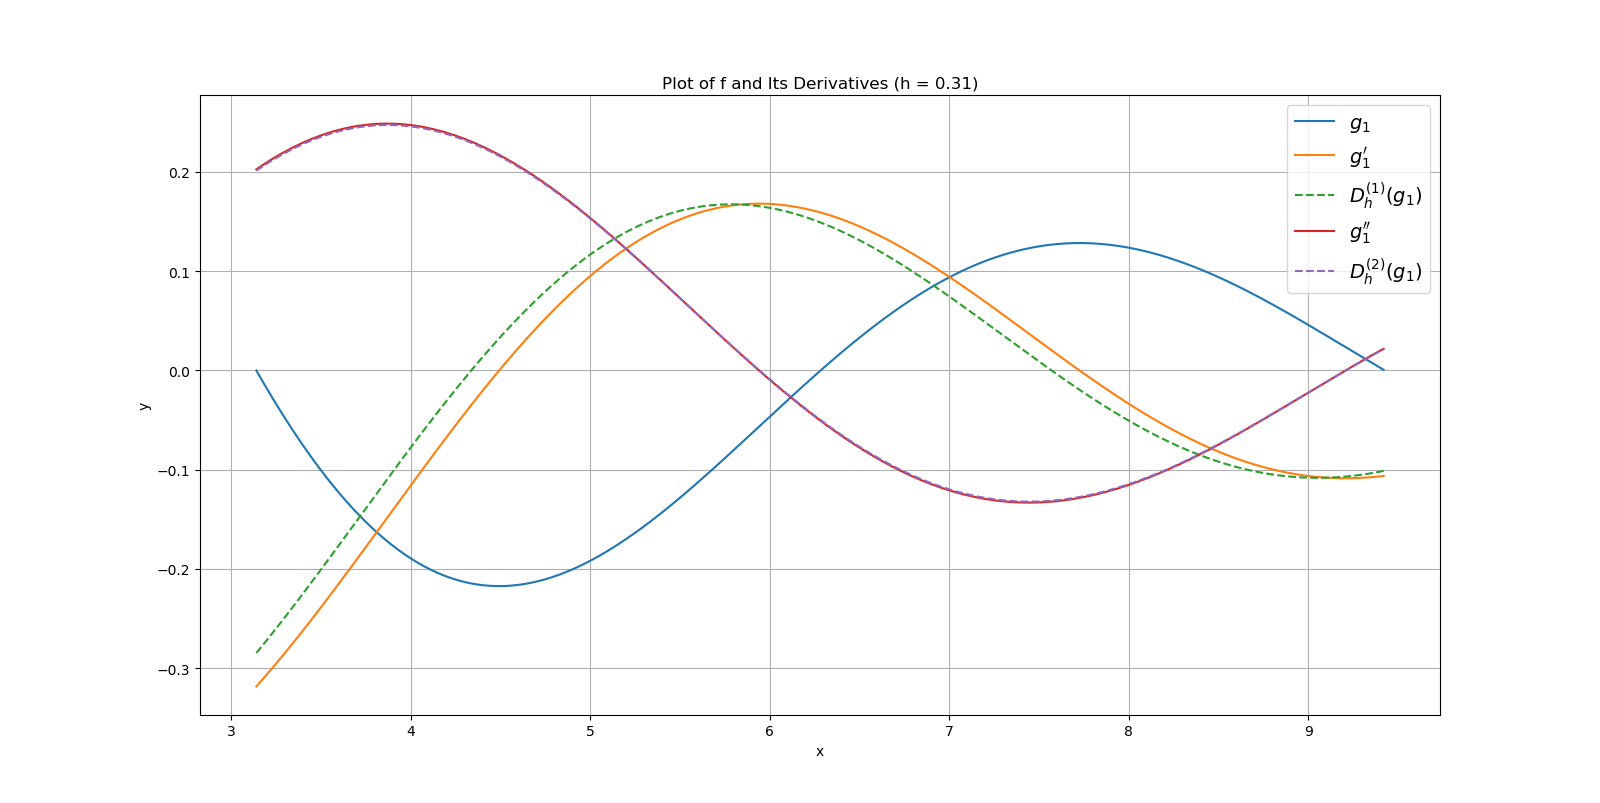 Plot of f and Its Derivatives (h = 0.31)
g₁
g₁′
D_h^(1)(g₁)
g₁″
D_h^(2)(g₁)
0.2
0.1
0.0
−0.1
−0.2
−0.3
y
3 4 5 6 7 8 9
x